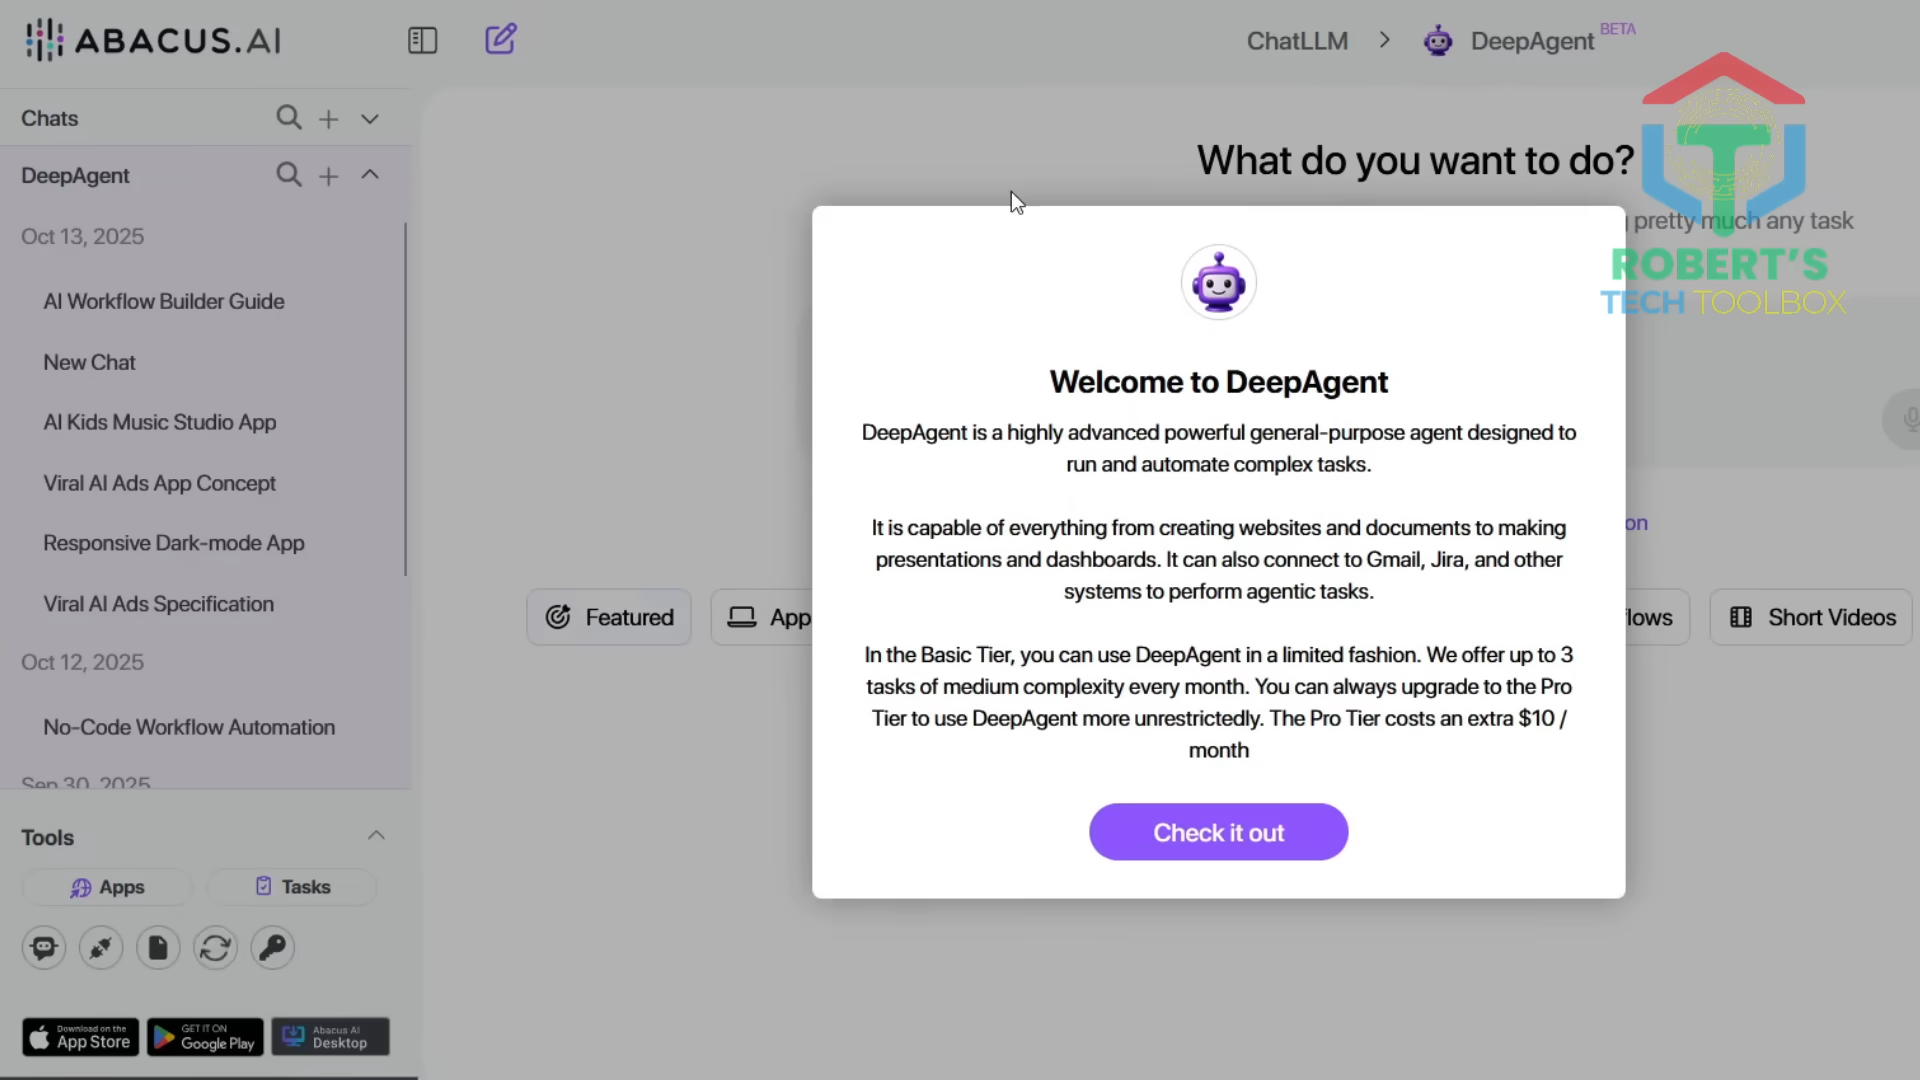 ABACUS.AI
ChatLLM
DeepAgent
BETA
Chats
DeepAgent
Oct 13, 2025
AI Workflow Builder Guide
New Chat
AI Kids Music Studio App
Viral AI Ads App Concept
Responsive Dark-mode App
Viral AI Ads Specification
Oct 12, 2025
No-Code Workflow Automation
Sep 30, 2025
Tools
Apps
Tasks
Download on the
App Store
GET IT ON
Google Play
Abacus AI
Desktop
What do you want to do?
pretty much any task
ROBERT'S
TECH TOOLBOX
Welcome to DeepAgent
DeepAgent is a highly advanced powerful general-purpose agent designed to
run and automate complex tasks.
It is capable of everything from creating websites and documents to making
presentations and dashboards. It can also connect to Gmail, Jira, and other
systems to perform agentic tasks.
In the Basic Tier, you can use DeepAgent in a limited fashion. We offer up to 3
tasks of medium complexity every month. You can always upgrade to the Pro
Tier to use DeepAgent more unrestrictedly. The Pro Tier costs an extra $10 /
month
Check it out
on
Featured
App
flows
Short Videos